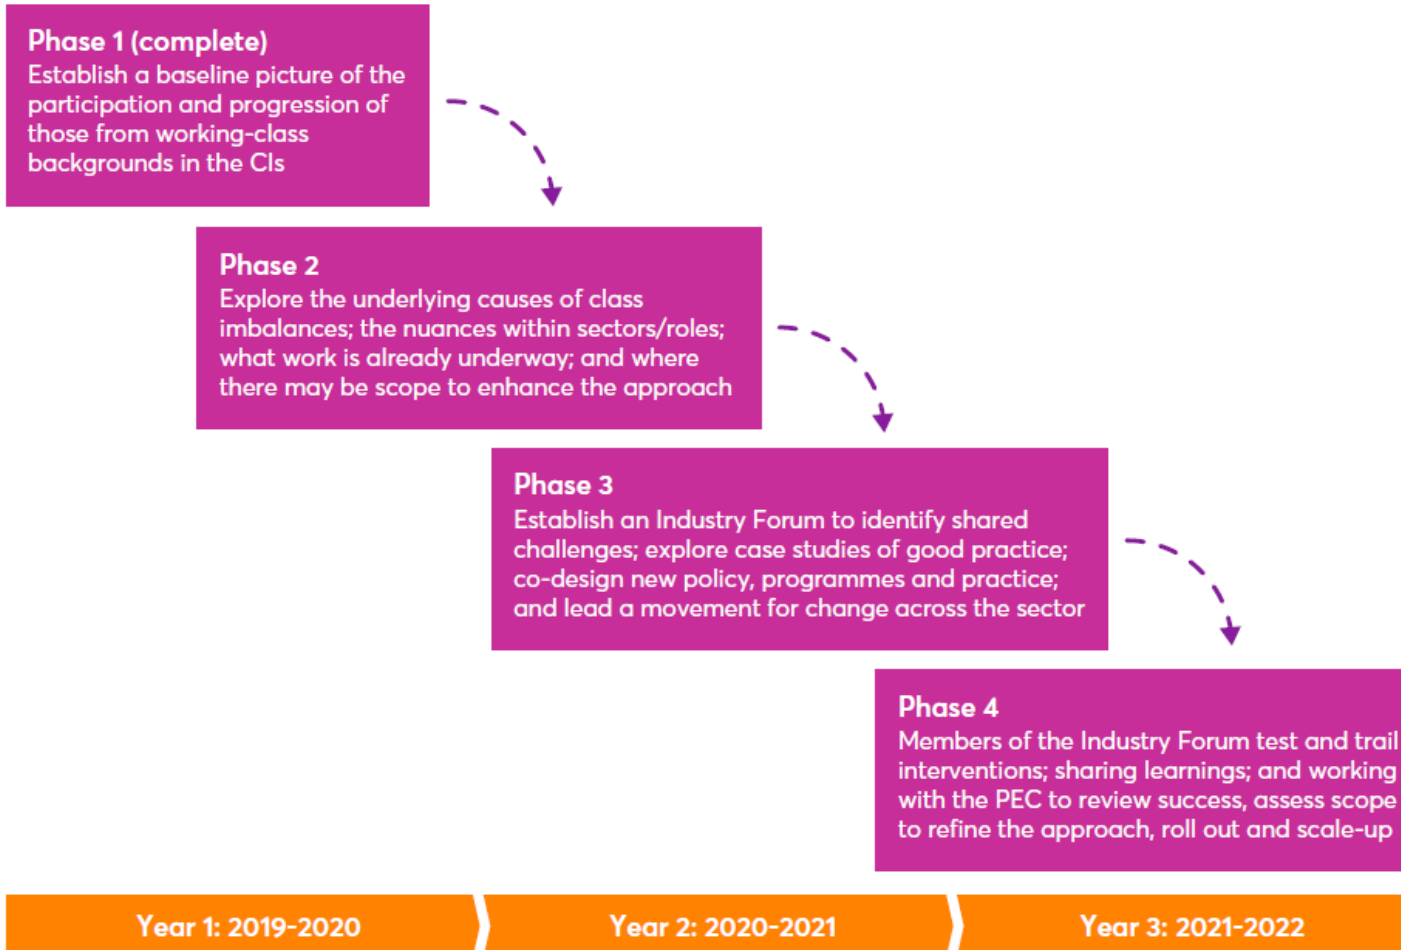 Phase 1 (complete)
Establish a baseline picture of the
participation and progression of
those from working-class
backgrounds in the CIs
Phase 2
Explore the underlying causes of class
imbalances; the nuances within sectors/roles;
what work is already underway; and where
there may be scope to enhance the approach
Phase 3
Establish an Industry Forum to identify shared
challenges; explore case studies of good practice;
co-design new policy, programmes and practice;
and lead a movement for change across the sector
Phase 4
Members of the Industry Forum test and trail
interventions; sharing learnings; and working
with the PEC to review success, assess scope
to refine the approach, roll out and scale-up
Year 1: 2019-2020
Year 2: 2020-2021
Year 3: 2021-2022